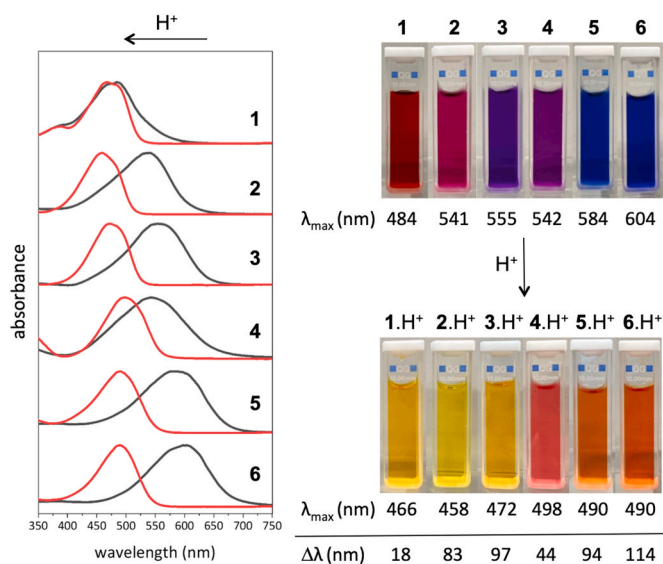 H⁺
1
2
3
4
5
6
absorbance
350 400 450 500 550 600 650 700 750
wavelength (nm)
1 2 3 4 5 6
λmax (nm) 484 541 555 542 584 604
H⁺
1.H⁺ 2.H⁺ 3.H⁺ 4.H⁺ 5.H⁺ 6.H⁺
λmax (nm) 466 458 472 498 490 490
Δλ (nm) 18 83 97 44 94 114